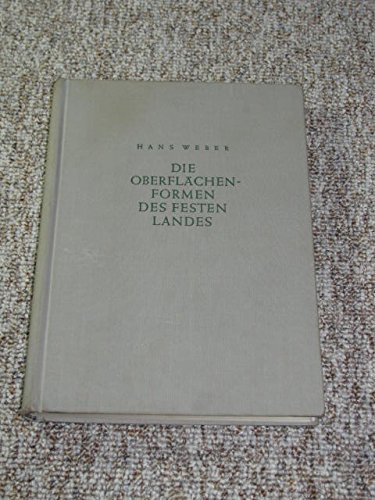 HANS WEBER
DIE
OBERFLÄCHEN-
FORMEN
DES FESTEN
LANDES